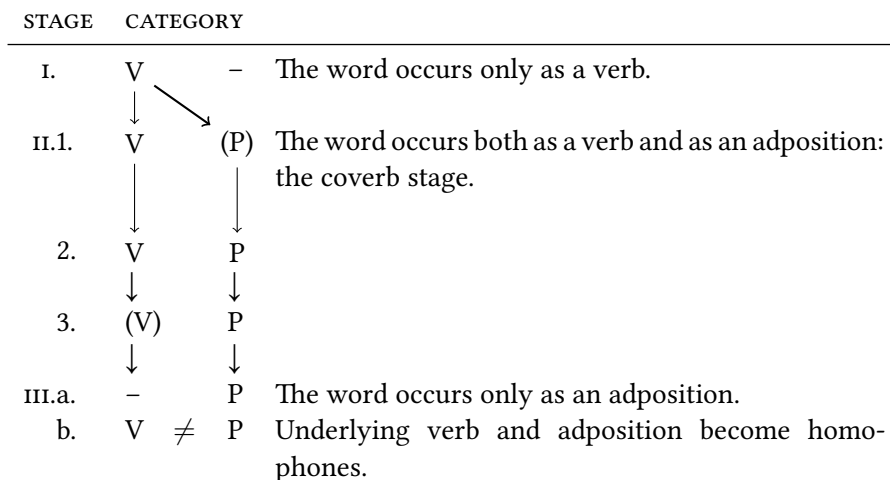 STAGE CATEGORY
I. V – The word occurs only as a verb.
II.1. V (P) The word occurs both as a verb and as an adposition:
the coverb stage.
2. V P
3. (V) P
III.a. – P The word occurs only as an adposition.
b. V ≠ P Underlying verb and adposition become homo-
phones.